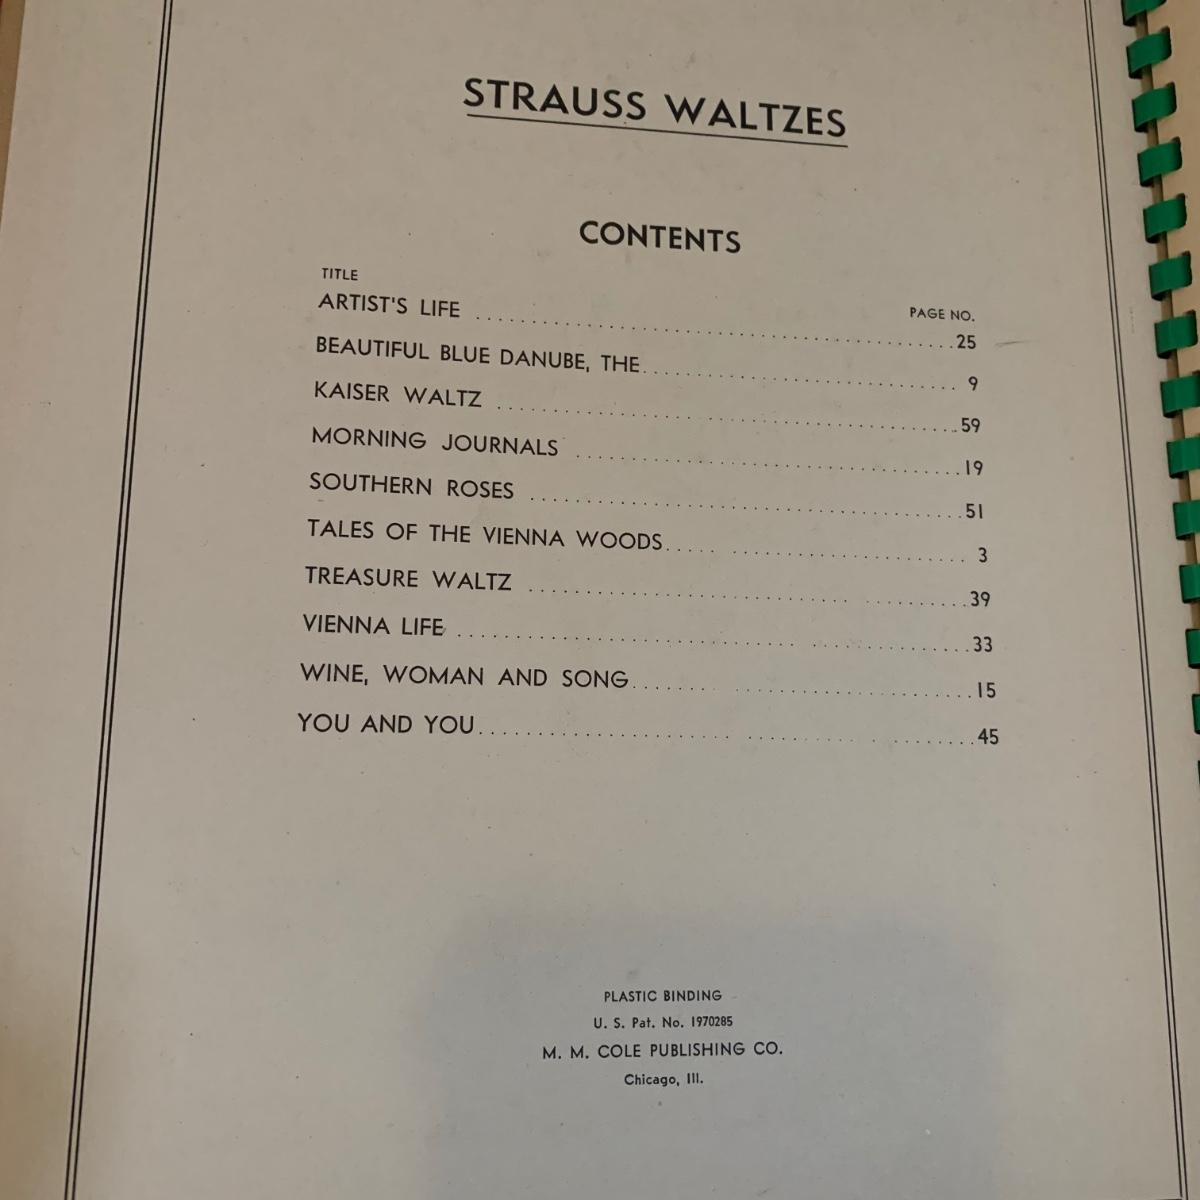 STRAUSS WALTZES
CONTENTS
TITLE PAGE NO.
ARTIST'S LIFE ........................................ 25
BEAUTIFUL BLUE DANUBE, THE........................... 9
KAISER WALTZ ........................................ 59
MORNING JOURNALS .................................... 19
SOUTHERN ROSES ...................................... 51
TALES OF THE VIENNA WOODS........................... 3
TREASURE WALTZ ...................................... 39
VIENNA LIFE ......................................... 33
WINE, WOMAN AND SONG................................. 15
YOU AND YOU.......................................... 45
PLASTIC BINDING
U. S. Pat. No. 1970285
M. M. COLE PUBLISHING CO.
Chicago, Ill.